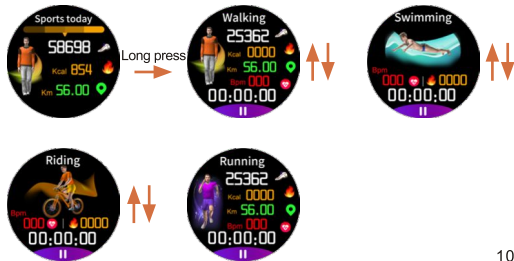 Sports today
58698
Kcal 854
Km 56.00
Long press
Walking
25362
Kcal 0000
Km 56.00
Bpm 000
00:00:00
Swimming
Bpm
000 | 0000
00:00:00
Riding
Bpm
000 | 0000
00:00:00
Running
25362
Kcal 0000
Km 56.00
Bpm 000
00:00:00
10